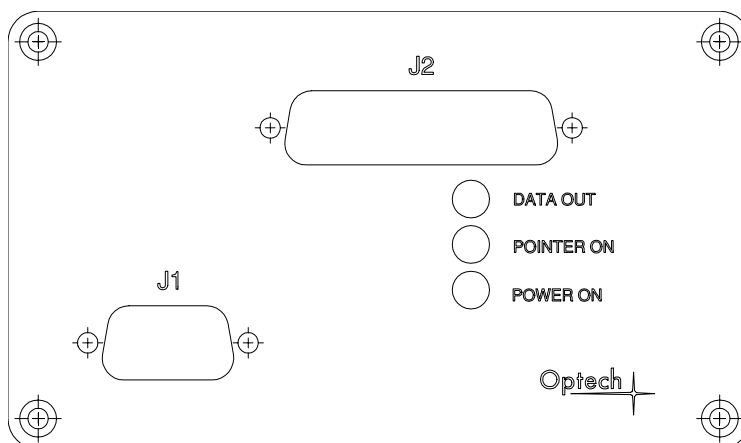 J2
DATA OUT
POINTER ON
J1
POWER ON
Optech